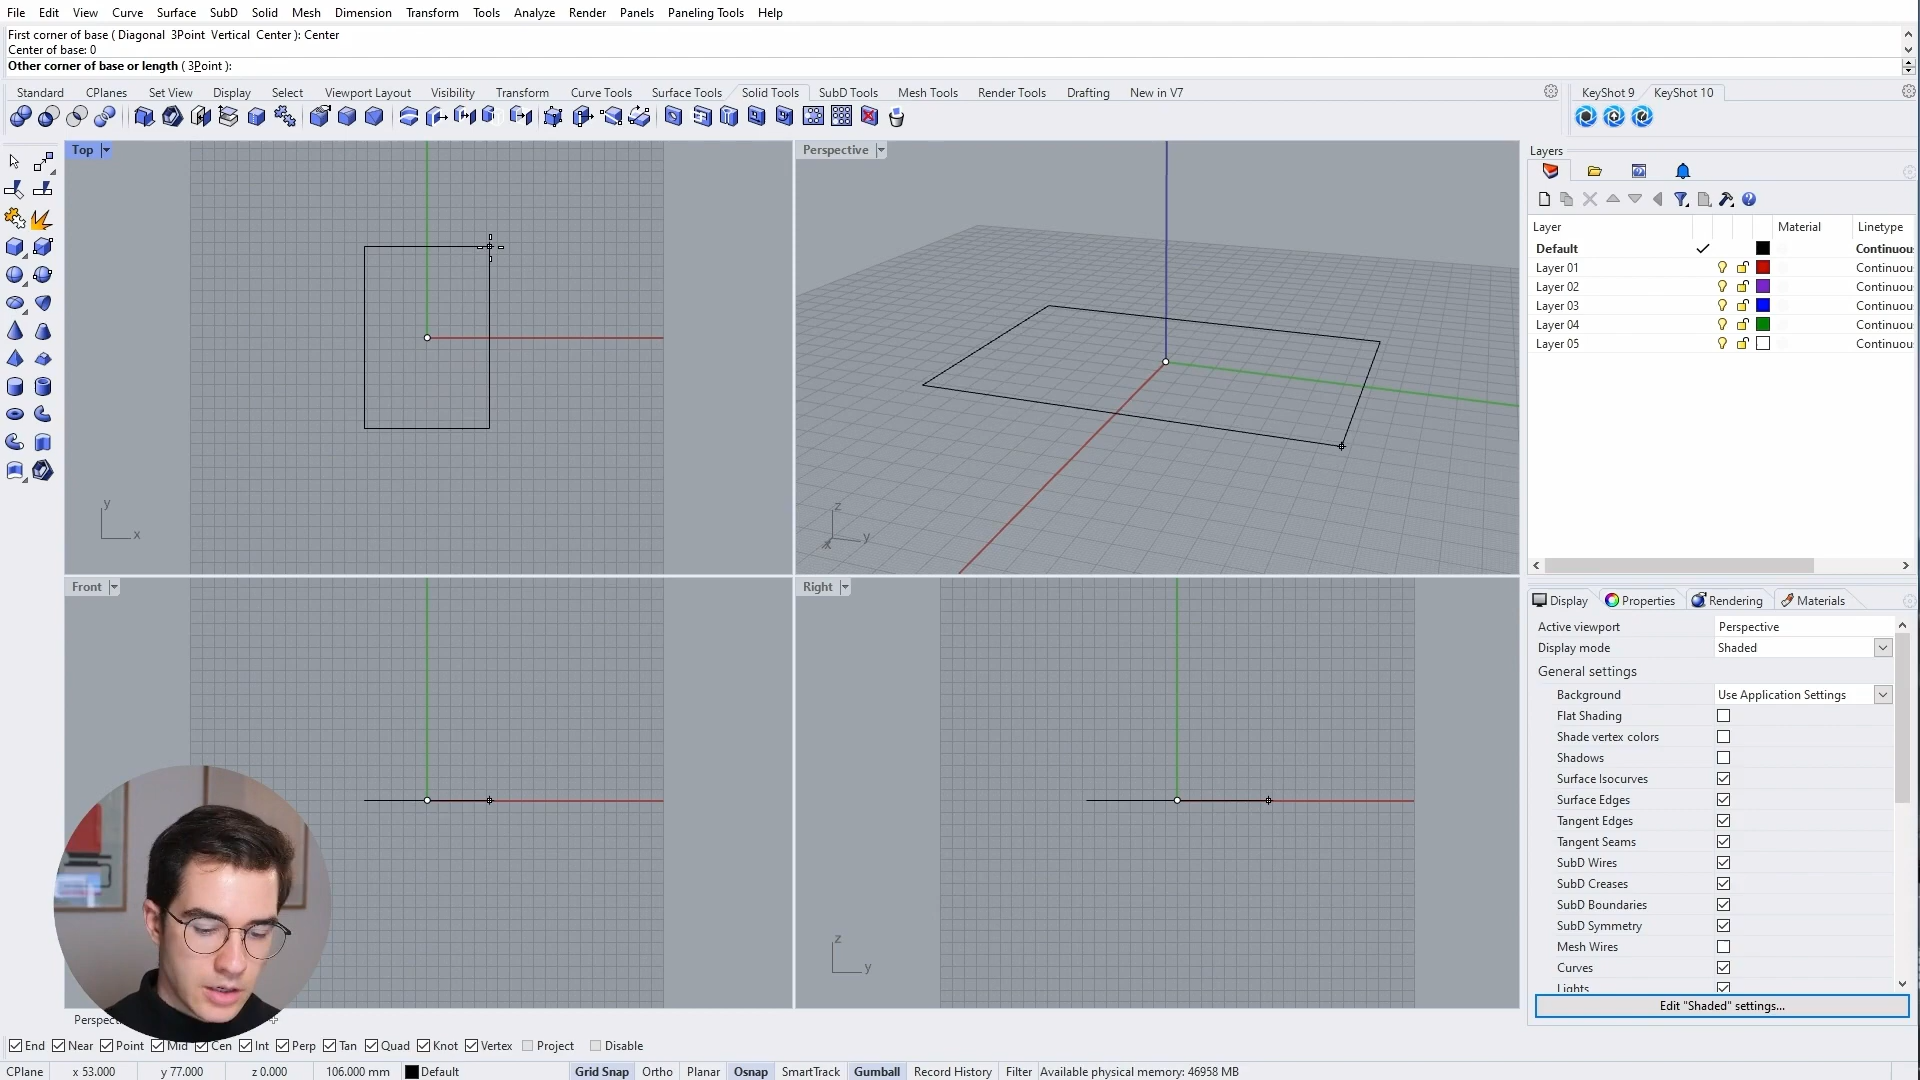 File Edit View Curve Surface SubD Solid Mesh Dimension Transform Tools Analyze Render Panels Paneling Tools Help
First corner of base ( Diagonal 3Point Vertical Center ): Center
Center of base: 0
Other corner of base or length ( 3Point ):
Standard CPlanes Set View Display Select Viewport Layout Visibility Transform Curve Tools Surface Tools Solid Tools SubD Tools Mesh Tools Render Tools Drafting New in V7
KeyShot 9 KeyShot 10
Top
Perspective
Layers
Layer Material Linetype
Default Continuou
Layer 01 Continuou
Layer 02 Continuou
Layer 03 Continuou
Layer 04 Continuou
Layer 05 Continuou
y
x
z
x y
Front
Right
Display Properties Rendering Materials
Active viewport Perspective
Display mode Shaded
General settings
Background Use Application Settings
Flat Shading
Shade vertex colors
Shadows
Surface Isocurves
Surface Edges
Tangent Edges
Tangent Seams
SubD Wires
SubD Creases
SubD Boundaries
SubD Symmetry
Mesh Wires
Curves
Lights
Edit "Shaded" settings...
z
y
Perspec
End Near Point Mid Cen Int Perp Tan Quad Knot Vertex Project Disable
CPlane x 53.000 y 77.000 z 0.000 106.000 mm Default Grid Snap Ortho Planar Osnap SmartTrack Gumball Record History Filter Available physical memory: 46958 MB